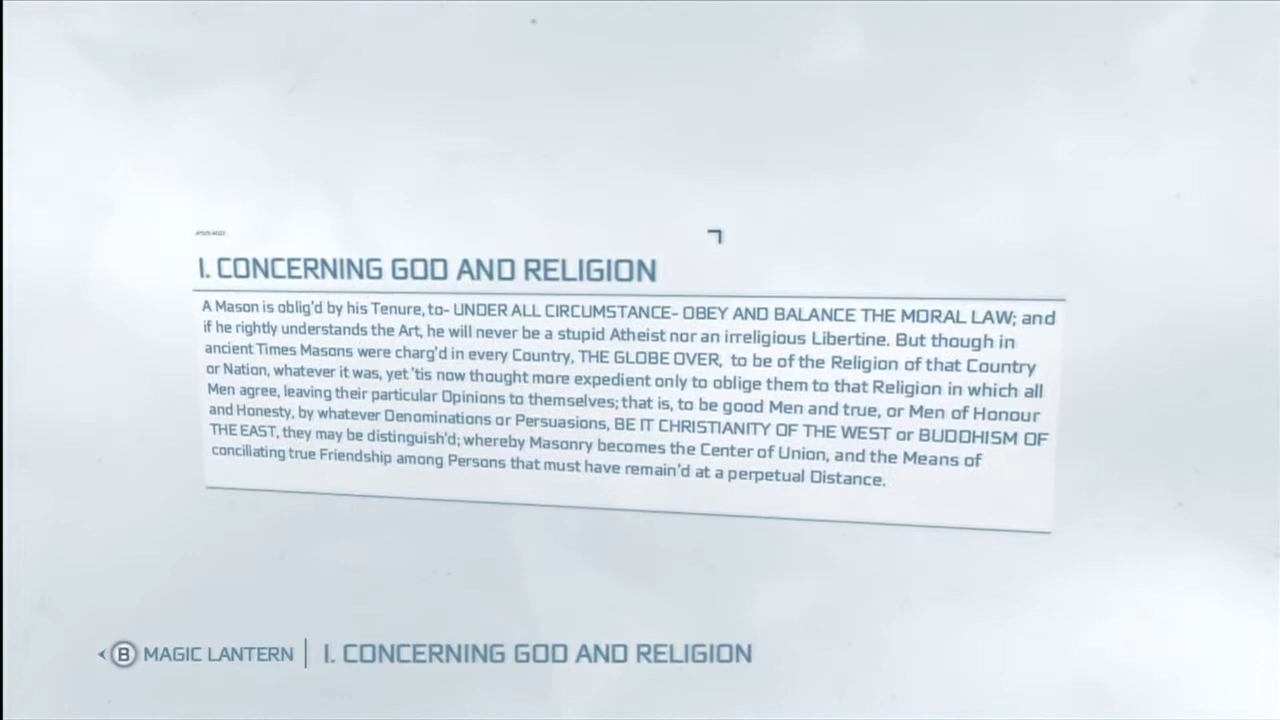 I. CONCERNING GOD AND RELIGION
A Mason is oblig'd by his Tenure, to- UNDER ALL CIRCUMSTANCE- OBEY AND BALANCE THE MORAL LAW; and
if he rightly understands the Art, he will never be a stupid Atheist nor an irreligious Libertine. But though in
ancient Times Masons were charg'd in every Country, THE GLOBE OVER, to be of the Religion of that Country
or Nation, whatever it was, yet 'tis now thought more expedient only to oblige them to that Religion in which all
Men agree, leaving their particular Opinions to themselves; that is, to be good Men and true, or Men of Honour
and Honesty, by whatever Denominations or Persuasions, BE IT CHRISTIANITY OF THE WEST or BUDDHISM OF
THE EAST, they may be distinguish'd; whereby Masonry becomes the Center of Union, and the Means of
conciliating true Friendship among Persons that must have remain'd at a perpetual Distance.
B MAGIC LANTERN | I. CONCERNING GOD AND RELIGION